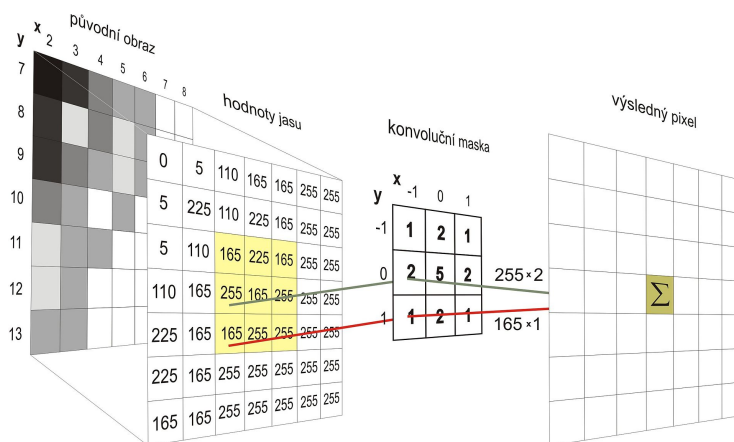 původní obraz
x
2 3 4 5 6 7 8
y
7
8
9
10
11
12
13
hodnoty jasu
0 5 110 165 165 255 255
5 225 110 225 165 255 255
5 110 165 225 165 255 255
110 165 255 165 255 255 255
225 165 165 255 255 255 255
225 165 255 255 255 255 255
165 165 255 255 255 255 255
konvoluční maska
x
-1 0 1
y
-1
0
1
1 2 1
2 5 2
1 2 1
255×2
165×1
výsledný pixel
Σ